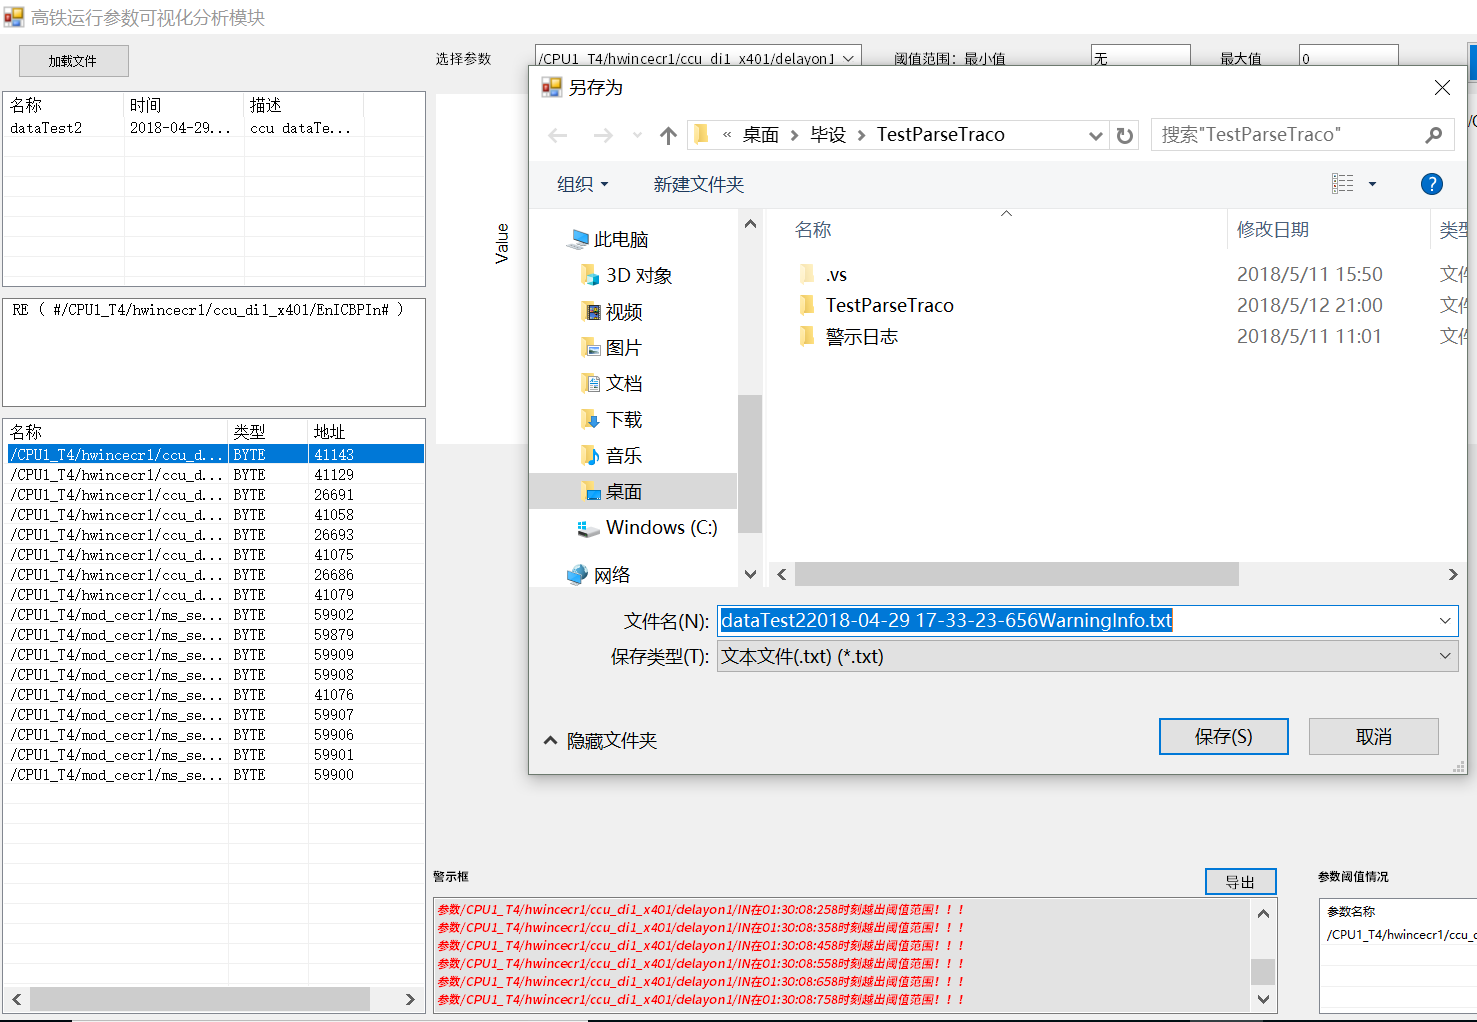 高铁运行参数可视化分析模块
加载文件
选择参数 /CPU1_T4/hwincecr1/ccu_di1_x401/delayon1 阈值范围：最小值 无 最大值 0
名称 时间 描述
dataTest2 2018-04-29... ccu dataTe...
RE ( #/CPU1_T4/hwincecr1/ccu_di1_x401/EnICBPIn# )
名称 类型 地址
/CPU1_T4/hwincecr1/ccu_d... BYTE 41143
/CPU1_T4/hwincecr1/ccu_d... BYTE 41129
/CPU1_T4/hwincecr1/ccu_d... BYTE 26691
/CPU1_T4/hwincecr1/ccu_d... BYTE 41058
/CPU1_T4/hwincecr1/ccu_d... BYTE 26693
/CPU1_T4/hwincecr1/ccu_d... BYTE 41075
/CPU1_T4/hwincecr1/ccu_d... BYTE 26686
/CPU1_T4/hwincecr1/ccu_d... BYTE 41079
/CPU1_T4/mod_cecr1/ms_se... BYTE 59902
/CPU1_T4/mod_cecr1/ms_se... BYTE 59879
/CPU1_T4/mod_cecr1/ms_se... BYTE 59909
/CPU1_T4/mod_cecr1/ms_se... BYTE 59908
/CPU1_T4/mod_cecr1/ms_se... BYTE 41076
/CPU1_T4/mod_cecr1/ms_se... BYTE 59907
/CPU1_T4/mod_cecr1/ms_se... BYTE 59906
/CPU1_T4/mod_cecr1/ms_se... BYTE 59901
/CPU1_T4/mod_cecr1/ms_se... BYTE 59900
Value
另存为
« 桌面 > 毕设 > TestParseTraco
搜索"TestParseTraco"
组织 新建文件夹
此电脑
3D 对象
视频
图片
文档
下载
音乐
桌面
Windows (C:)
网络
名称 修改日期 类型
.vs 2018/5/11 15:50 文件
TestParseTraco 2018/5/12 21:00 文件
警示日志 2018/5/11 11:01 文件
文件名(N): dataTest22018-04-29 17-33-23-656WarningInfo.txt
保存类型(T): 文本文件(.txt) (*.txt)
隐藏文件夹 保存(S) 取消
警示框 导出
参数/CPU1_T4/hwincecr1/ccu_di1_x401/delayon1/IN在01:30:08:258时刻越出阈值范围！！！
参数/CPU1_T4/hwincecr1/ccu_di1_x401/delayon1/IN在01:30:08:358时刻越出阈值范围！！！
参数/CPU1_T4/hwincecr1/ccu_di1_x401/delayon1/IN在01:30:08:458时刻越出阈值范围！！！
参数/CPU1_T4/hwincecr1/ccu_di1_x401/delayon1/IN在01:30:08:558时刻越出阈值范围！！！
参数/CPU1_T4/hwincecr1/ccu_di1_x401/delayon1/IN在01:30:08:658时刻越出阈值范围！！！
参数/CPU1_T4/hwincecr1/ccu_di1_x401/delayon1/IN在01:30:08:758时刻越出阈值范围！！！
参数阈值情况
参数名称
/CPU1_T4/hwincecr1/ccu_d